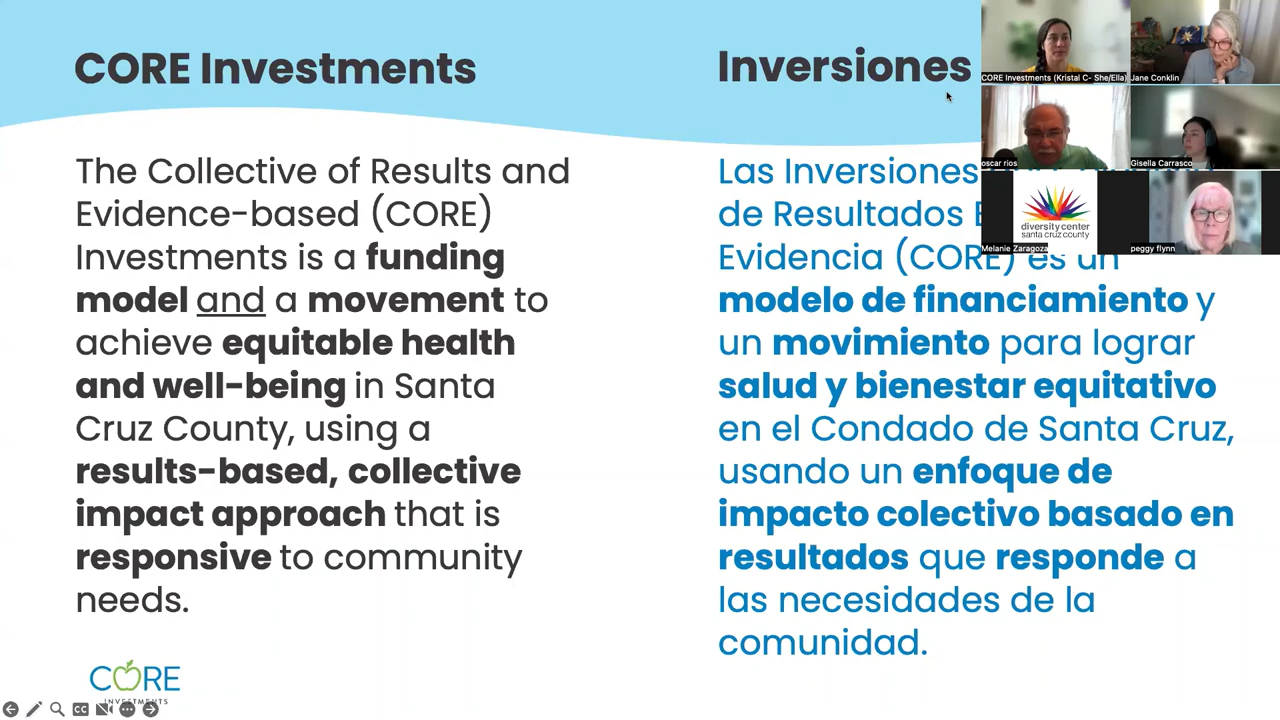 CORE Investments
The Collective of Results and
Evidence-based (CORE)
Investments is a funding
model and a movement to
achieve equitable health
and well-being in Santa
Cruz County, using a
results-based, collective
impact approach that is
responsive to community
needs.
CORE
INVESTMENTS
Inversiones
Las Inversiones
de Resultados
Evidencia (CORE) es un
modelo de financiamiento y
un movimiento para lograr
salud y bienestar equitativo
en el Condado de Santa Cruz,
usando un enfoque de
impacto colectivo basado en
resultados que responde a
las necesidades de la
comunidad.
CORE Investments (Kristal C- She/Ella)
Jane Conklin
oscar rios
Gisella Carrasco
diversity center
santa cruz county
Melanie Zaragoza
peggy flynn
CC